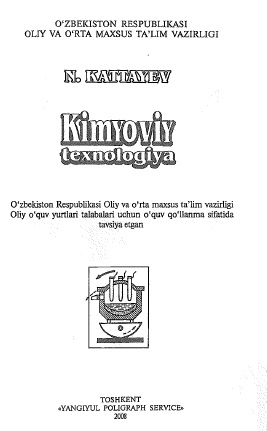 O‘ZBEKISTON RESPUBLIKASI
OLIY VA O‘RTA MAXSUS TA’LIM VAZIRLIGI
N. KATTAYEV
Kimyoviy
texnologiya
O‘zbekiston Respublikasi Oliy va o‘rta maxsus ta’lim vazirligi
Oliy o‘quv yurtlari talabalari uchun o‘quv qo‘llanma sifatida
tavsiya etgan
TOSHKENT
«YANGIYUL POLIGRAPH SERVICE»
2008